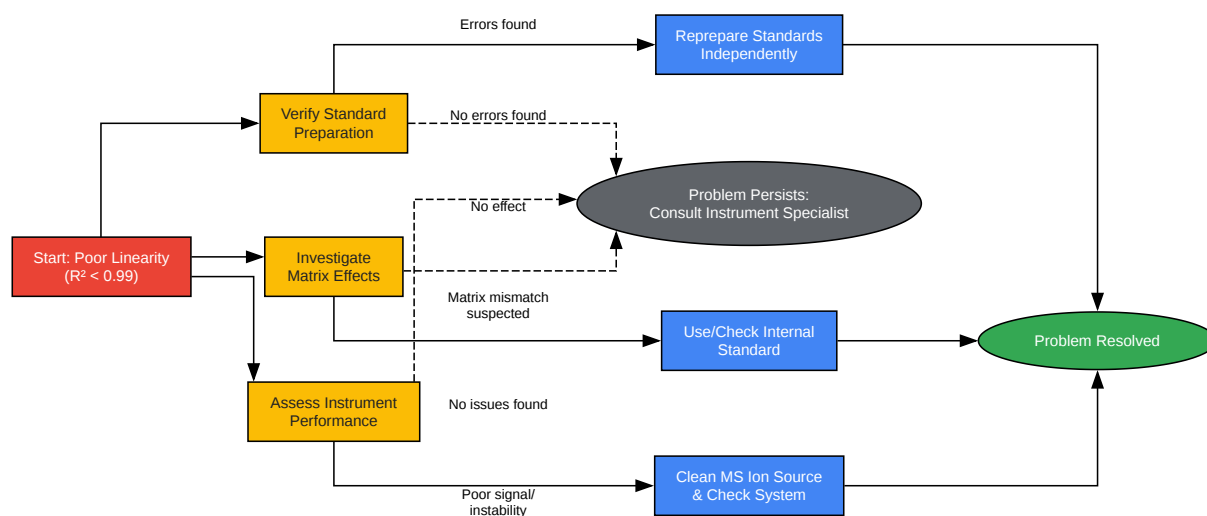 Errors found
Reprepare Standards
Independently
Verify Standard
Preparation
No errors found
Problem Persists:
Consult Instrument Specialist
No effect
Start: Poor Linearity
(R² < 0.99)
Investigate
Matrix Effects
Matrix mismatch
suspected
Use/Check Internal
Standard
Problem Resolved
Assess Instrument
Performance
No issues found
Clean MS Ion Source
& Check System
Poor signal/
instability